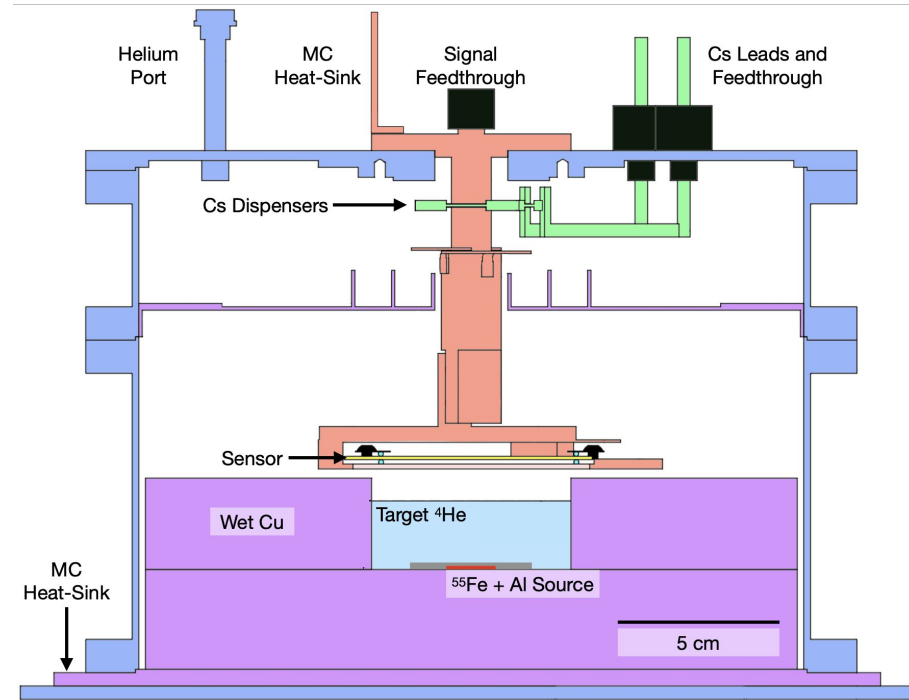 Helium
Port
MC
Heat-Sink
Signal
Feedthrough
Cs Leads and
Feedthrough
Cs Dispensers
Sensor
Wet Cu
Target ⁴He
⁵⁵Fe + Al Source
MC
Heat-Sink
5 cm